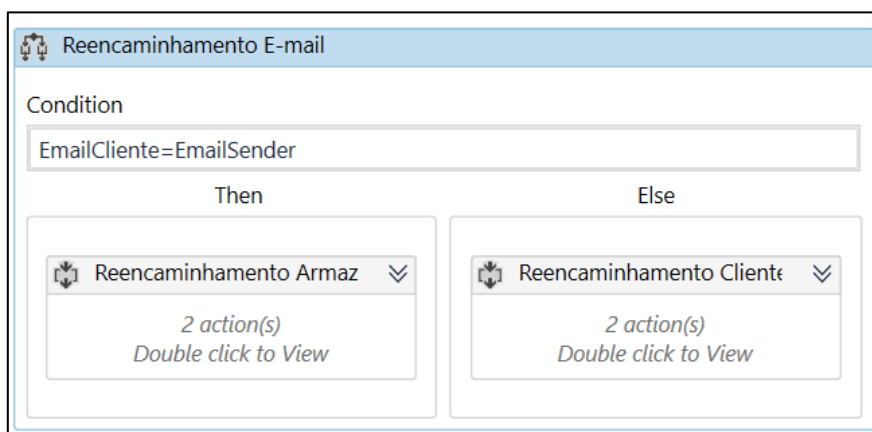 Reencaminhamento E-mail
Condition
EmailCliente=EmailSender
Then
Else
Reencaminhamento Armaz
2 action(s)
Double click to View
Reencaminhamento Cliente
2 action(s)
Double click to View